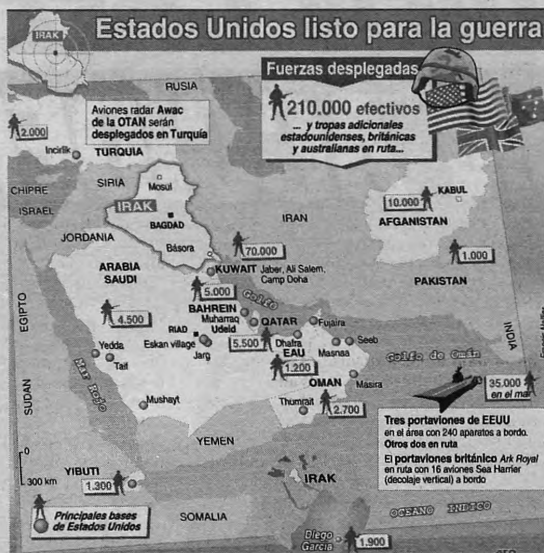 IRAK
Estados Unidos listo para la guerra
Fuerzas desplegadas
210.000 efectivos
... y tropas adicionales
estadounidenses, británicas
y australianas en ruta...
RUSIA
Aviones radar Awac
de la OTAN serán
desplegados en Turquía
2.000
Incirlik
TURQUIA
CHIPRE
SIRIA
Mosul
ISRAEL
IRAK
BAGDAD
IRAN
10.000
KABUL
AFGANISTAN
JORDANIA
Básora
70.000
1.000
ARABIA
SAUDI
KUWAIT Jaber, Ali Salem,
Camp Doha
PAKISTAN
EGIPTO
5.000
4.500
BAHREIN
Muharraq
Golfo
RIAD
Udeid
QATAR
Fujaira
Eskan village
5.500
Dhafra
Seeb
INDIA
Yedda
Jarg
EAU
Masnaa
Golfo de Omán
Taif
1.200
Mar Rojo
OMAN
Masira
35.000
en el mar
SUDAN
Mushayt
Thumrait
2.700
YEMEN
Tres portaviones de EEUU
en el área con 240 aparatos a bordo.
Otros dos en ruta
El portaviones británico Ark Royal
en ruta con 16 aviones Sea Harrier
(decolaje vertical) a bordo
0
300 km
YIBUTI
1.300
IRAK
Principales bases
de Estados Unidos
SOMALIA
OCEANO INDICO
Diego
García
1.900